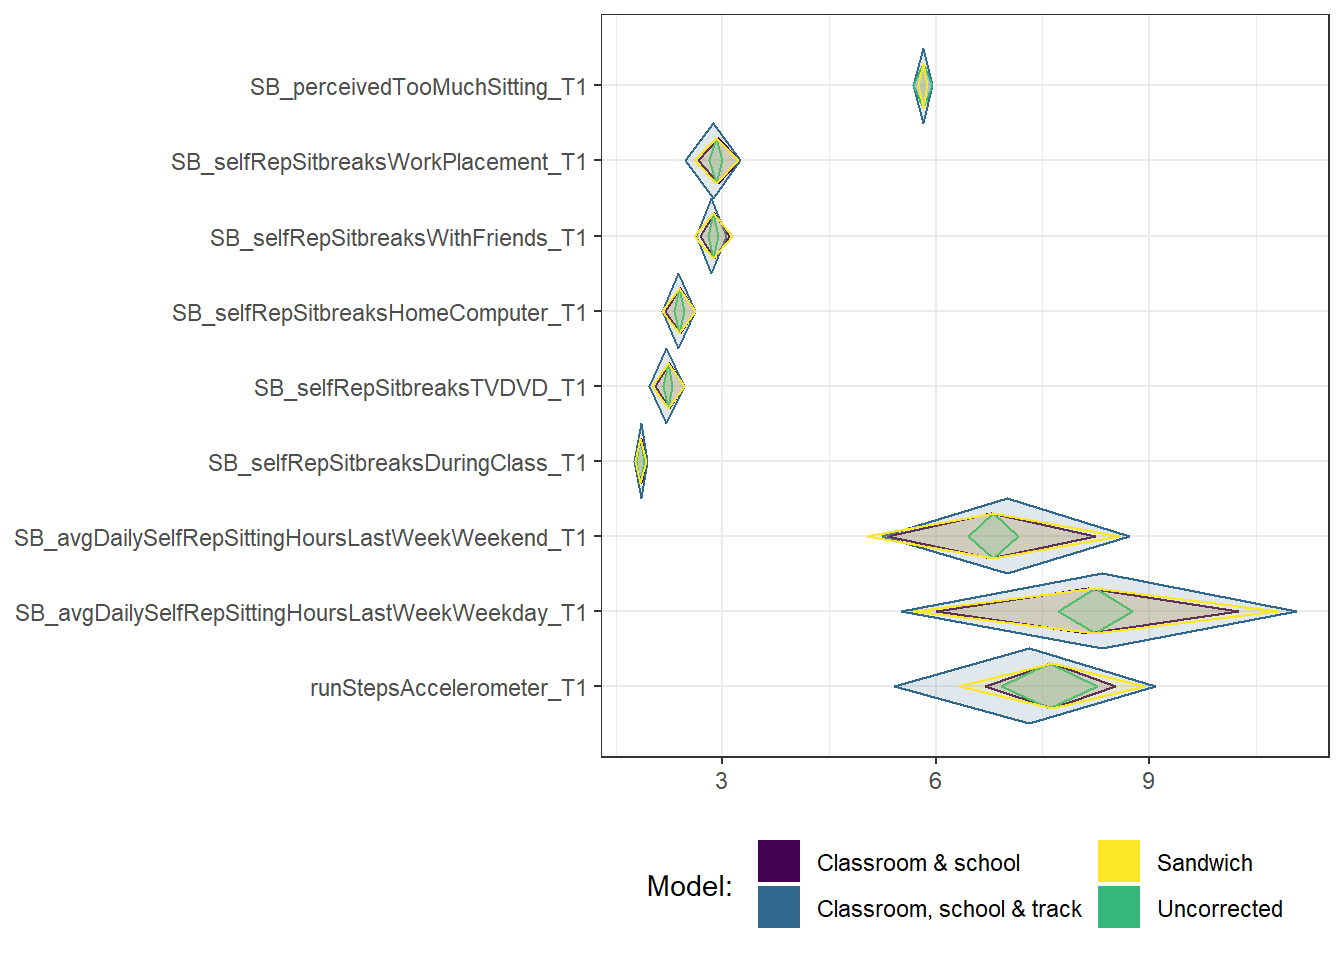 SB_perceivedTooMuchSitting_T1
SB_selfRepSitbreaksWorkPlacement_T1
SB_selfRepSitbreaksWithFriends_T1
SB_selfRepSitbreaksHomeComputer_T1
SB_selfRepSitbreaksTVDVD_T1
SB_selfRepSitbreaksDuringClass_T1
SB_avgDailySelfRepSittingHoursLastWeekWeekend_T1
SB_avgDailySelfRepSittingHoursLastWeekWeekday_T1
runStepsAccelerometer_T1
3 6 9
Model:
Classroom & school
Classroom, school & track
Sandwich
Uncorrected